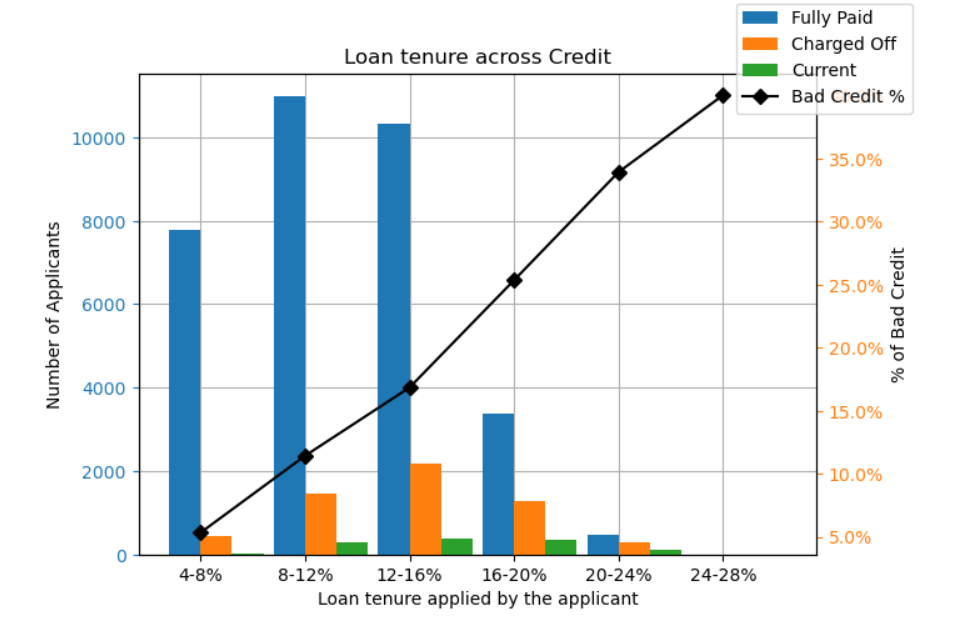 Fully Paid
Charged Off
Current
Bad Credit %
Loan tenure across Credit
Number of Applicants
10000
8000
6000
4000
2000
0
35.0%
30.0%
25.0%
20.0%
15.0%
10.0%
5.0%
% of Bad Credit
4-8%
8-12%
12-16%
16-20%
20-24%
24-28%
Loan tenure applied by the applicant